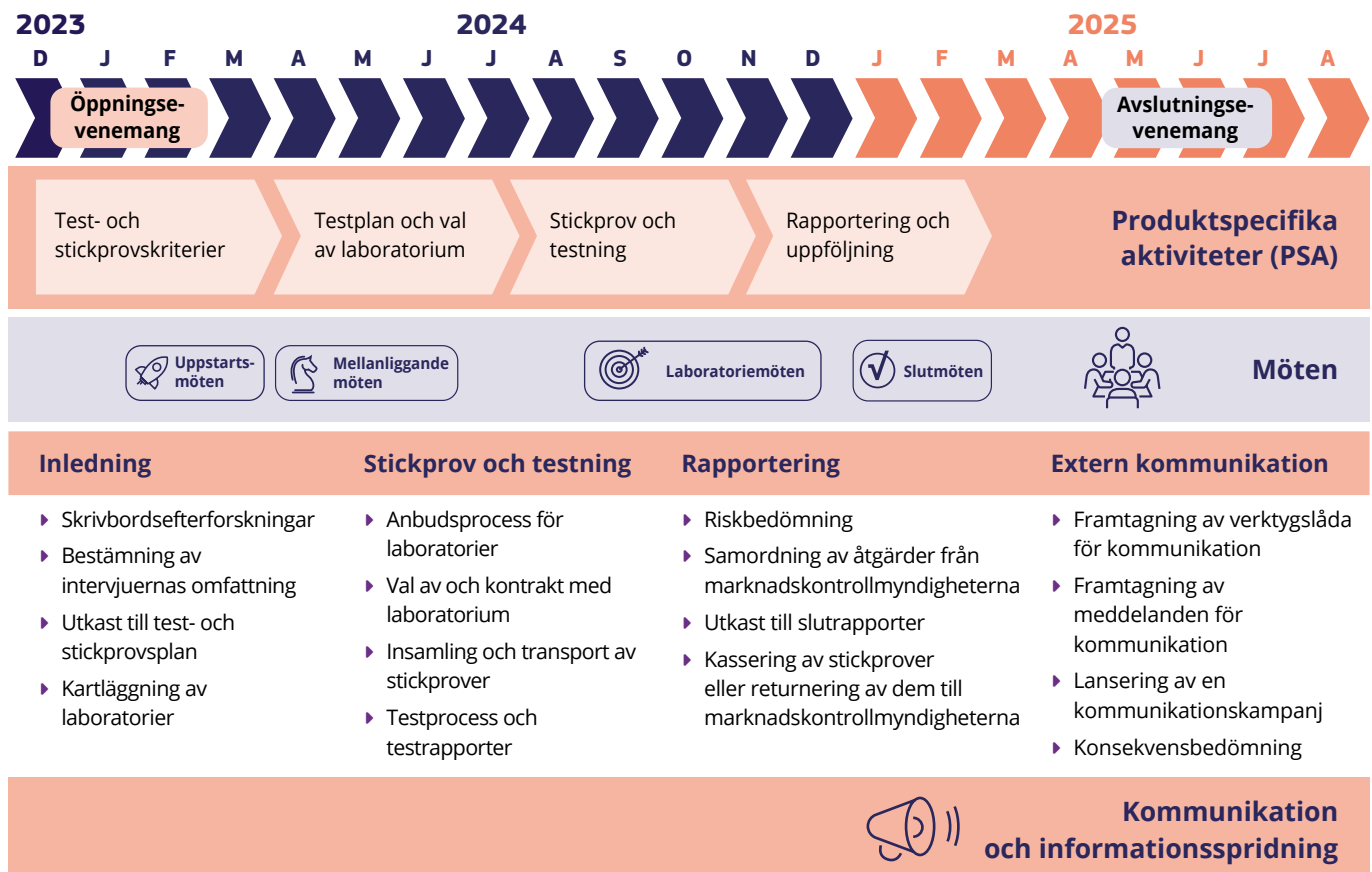 2023 2024 2025
D J F M A M J J A S O N D J F M A M J J A
Öppningse-
venemang
Avslutningse-
venemang
Test- och
stickprovskriterier
Testplan och val
av laboratorium
Stickprov och
testning
Rapportering och
uppföljning
Produktspecifika
aktiviteter (PSA)
Uppstarts-
möten
Mellanliggande
möten
Laboratoriemöten
Slutmöten
Möten
Inledning
Skrivbordsefterforskningar
Bestämning av
intervjuernas omfattning
Utkast till test- och
stickprovsplan
Kartläggning av
laboratorier
Stickprov och testning
Anbudsprocess för
laboratorier
Val av och kontrakt med
laboratorium
Insamling och transport av
stickprover
Testprocess och
testrapporter
Rapportering
Riskbedömning
Samordning av åtgärder från
marknadskontrollmyndigheterna
Utkast till slutrapporter
Kassering av stickprover
eller returnering av dem till
marknadskontrollmyndigheterna
Extern kommunikation
Framtagning av verktygslåda
för kommunikation
Framtagning av
meddelanden för
kommunikation
Lansering av en
kommunikationskampanj
Konsekvensbedömning
Kommunikation
och informationsspridning